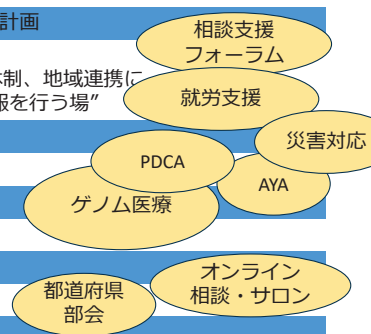 計画
相談支援
フォーラム
体制、地域連携に
報を行う場”
就労支援
災害対応
PDCA
AYA
ゲノム医療
オンライン
相談・サロン
都道府県
部会